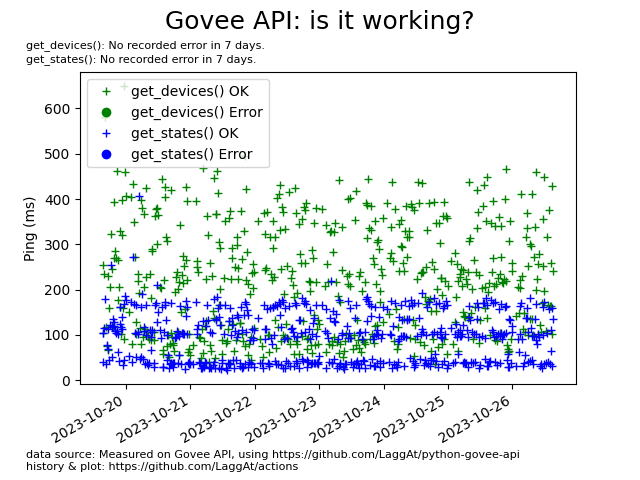 Govee API: is it working?
get_devices(): No recorded error in 7 days.
get_states(): No recorded error in 7 days.
get_devices() OK
get_devices() Error
get_states() OK
get_states() Error
Ping (ms)
600
500
400
300
200
100
0
2023-10-20
2023-10-21
2023-10-22
2023-10-23
2023-10-24
2023-10-25
2023-10-26
data source: Measured on Govee API, using https://github.com/LaggAt/python-govee-api
history & plot: https://github.com/LaggAt/actions